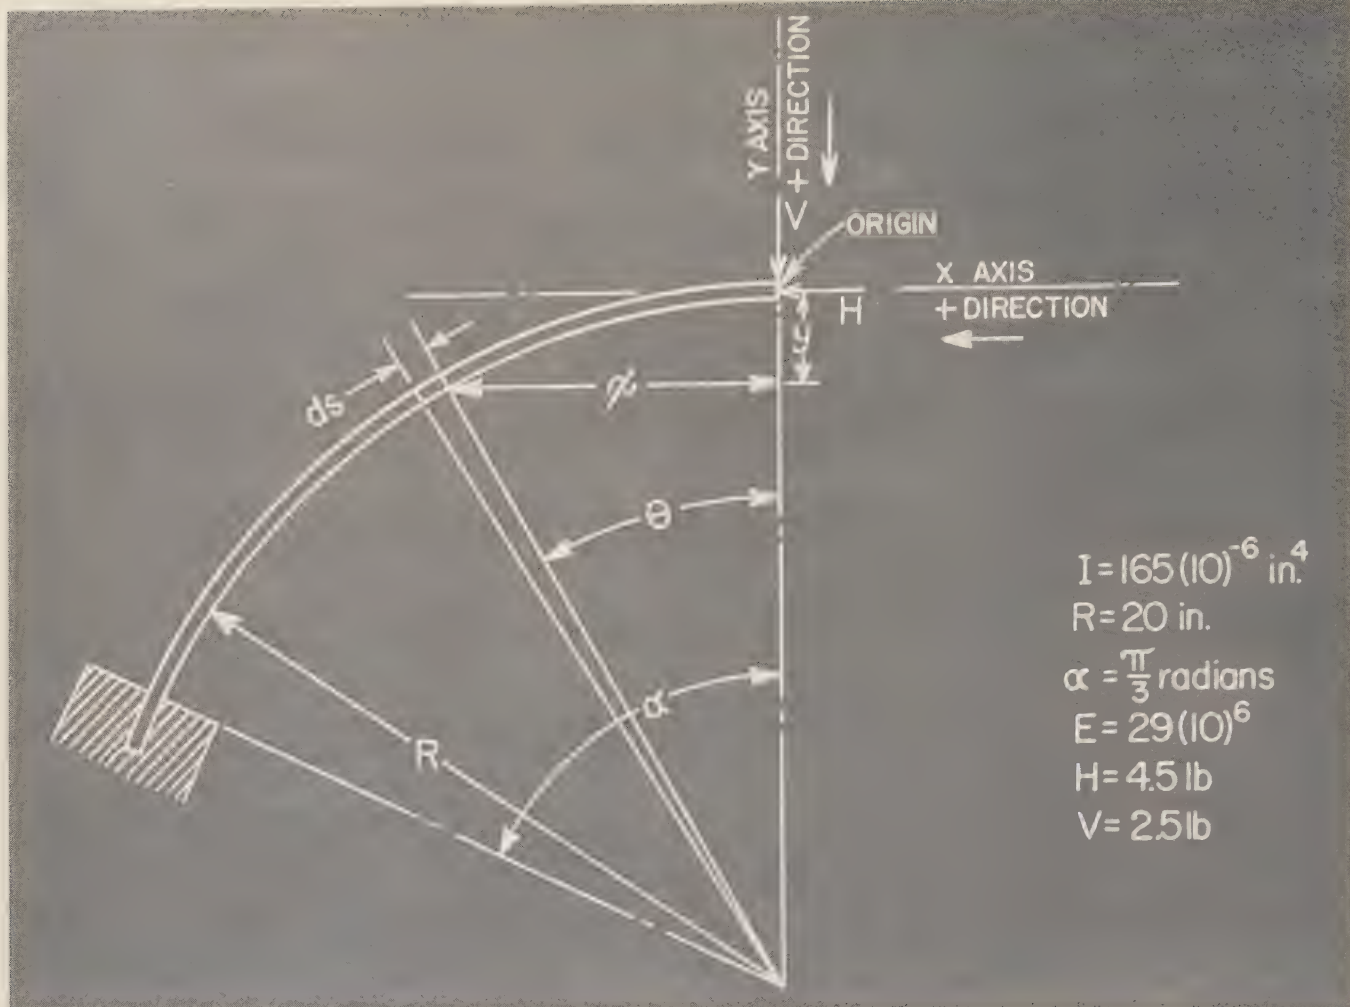 Y AXIS
V + DIRECTION
ORIGIN
X AXIS
+ DIRECTION
H
y
ds
x
θ
α
R
I = 165(10)⁻⁶ in.⁴
R = 20 in.
α = π/3 radians
E = 29(10)⁶
H = 4.5 lb
V = 2.5 lb